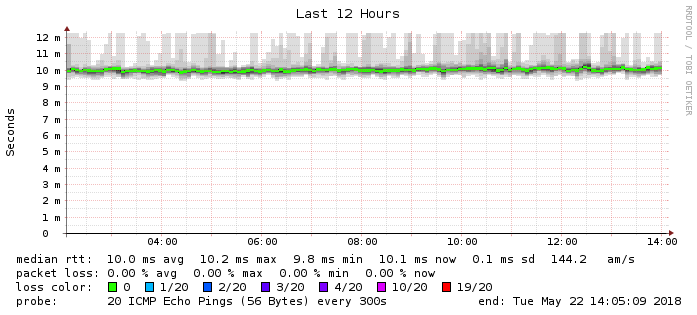 Last 12 Hours
RRDTOOL / TOBI OETIKER
Seconds
12 m
11 m
10 m
9 m
8 m
7 m
6 m
5 m
4 m
3 m
2 m
1 m
0
04:00 06:00 08:00 10:00 12:00 14:00
median rtt: 10.0 ms avg 10.2 ms max 9.8 ms min 10.1 ms now 0.1 ms sd 144.2 am/s
packet loss: 0.00 % avg 0.00 % max 0.00 % min 0.00 % now
loss color: 0 1/20 2/20 3/20 4/20 10/20 19/20
probe: 20 ICMP Echo Pings (56 Bytes) every 300s end: Tue May 22 14:05:09 2018